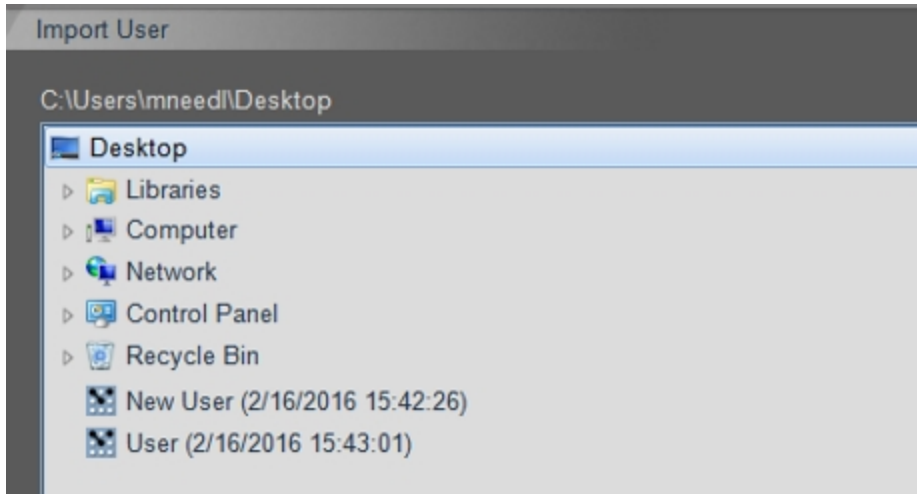 Import User
C:\Users\mneedl\Desktop
Desktop
Libraries
Computer
Network
Control Panel
Recycle Bin
New User (2/16/2016 15:42:26)
User (2/16/2016 15:43:01)